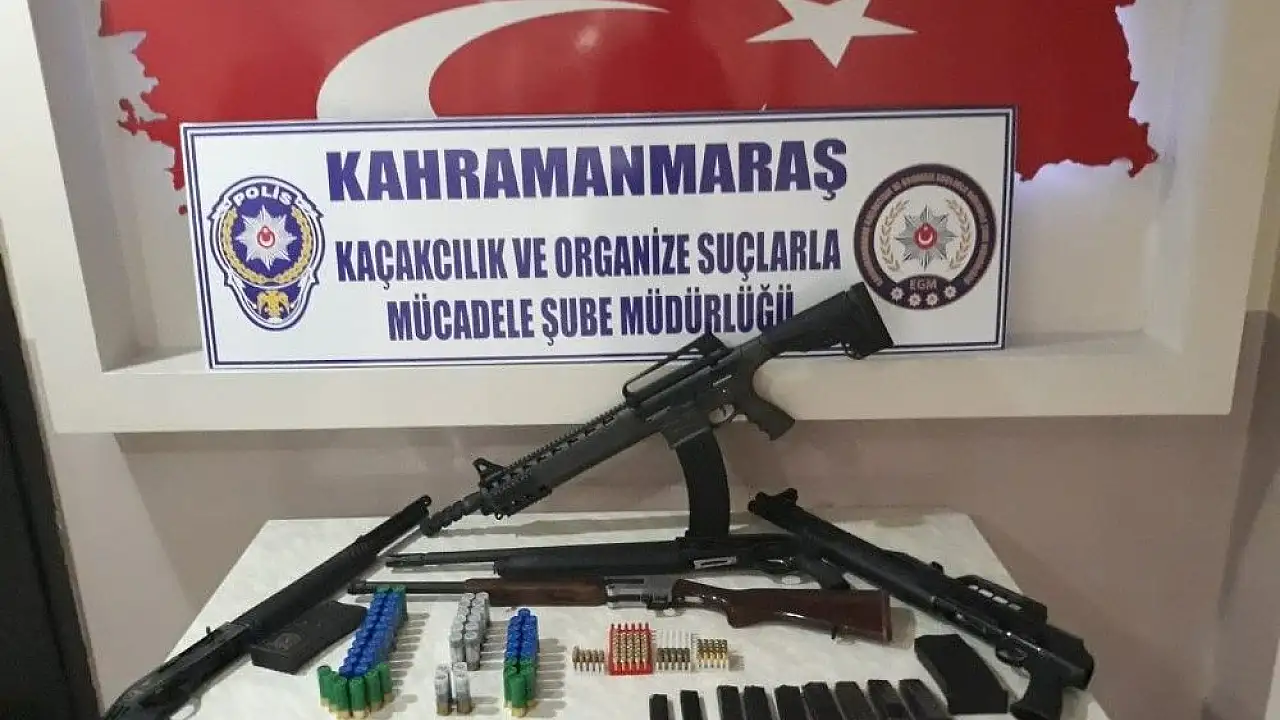 KAHRAMANMARAŞ
POLİS
KAÇAKCILIK VE ORGANİZE SUÇLARLA
MÜCADELE ŞUBE MÜDÜRLÜĞÜ
EGM